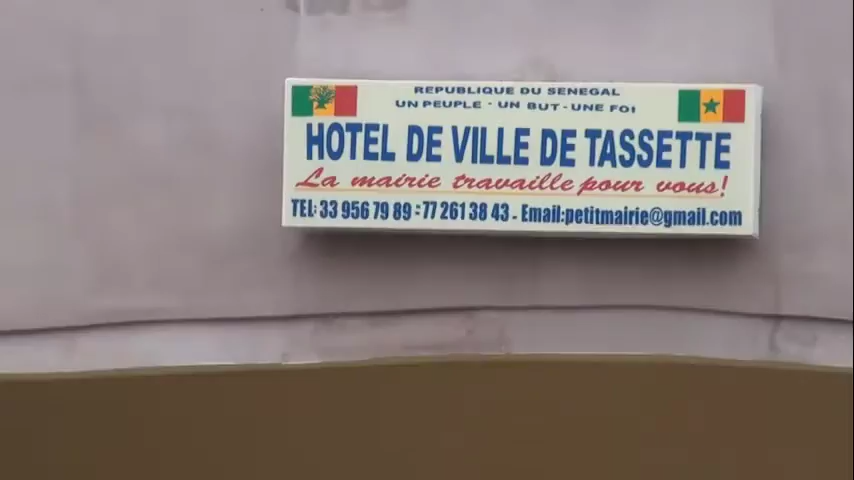 REPUBLIQUE DU SENEGAL
UN PEUPLE - UN BUT - UNE FOI
HOTEL DE VILLE DE TASSETTE
La mairie travaille pour vous!
TEL: 33 956 79 89 : 77 261 38 43 - Email:petitmairie@gmail.com